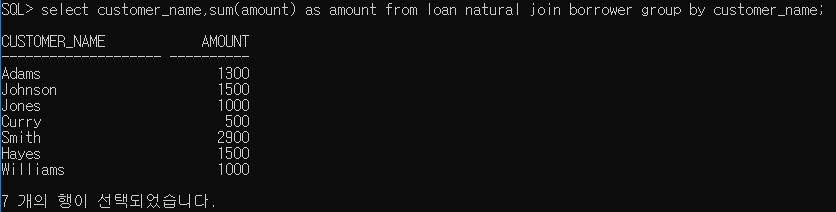 SQL> select customer_name,sum(amount) as amount from loan natural join borrower group by customer_name;
CUSTOMER_NAME AMOUNT
-------------------- ----------
Adams 1300
Johnson 1500
Jones 1000
Curry 500
Smith 2900
Hayes 1500
Williams 1000
7 개의 행이 선택되었습니다.